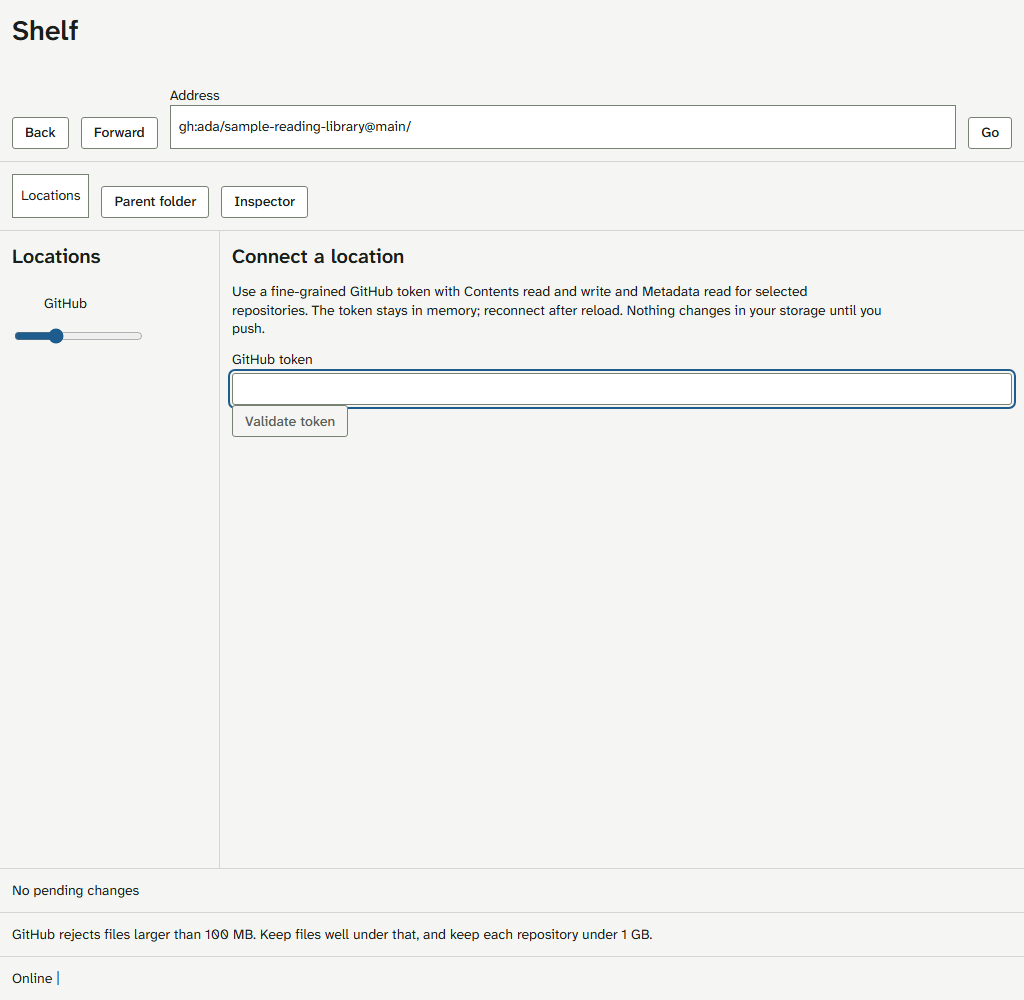 Shelf
Address
Back
Forward
gh:ada/sample-reading-library@main/
Go
Locations
Parent folder
Inspector
Locations
GitHub
Connect a location
Use a fine-grained GitHub token with Contents read and write and Metadata read for selected
repositories. The token stays in memory; reconnect after reload. Nothing changes in your storage until you
push.
GitHub token
Validate token
No pending changes
GitHub rejects files larger than 100 MB. Keep files well under that, and keep each repository under 1 GB.
Online